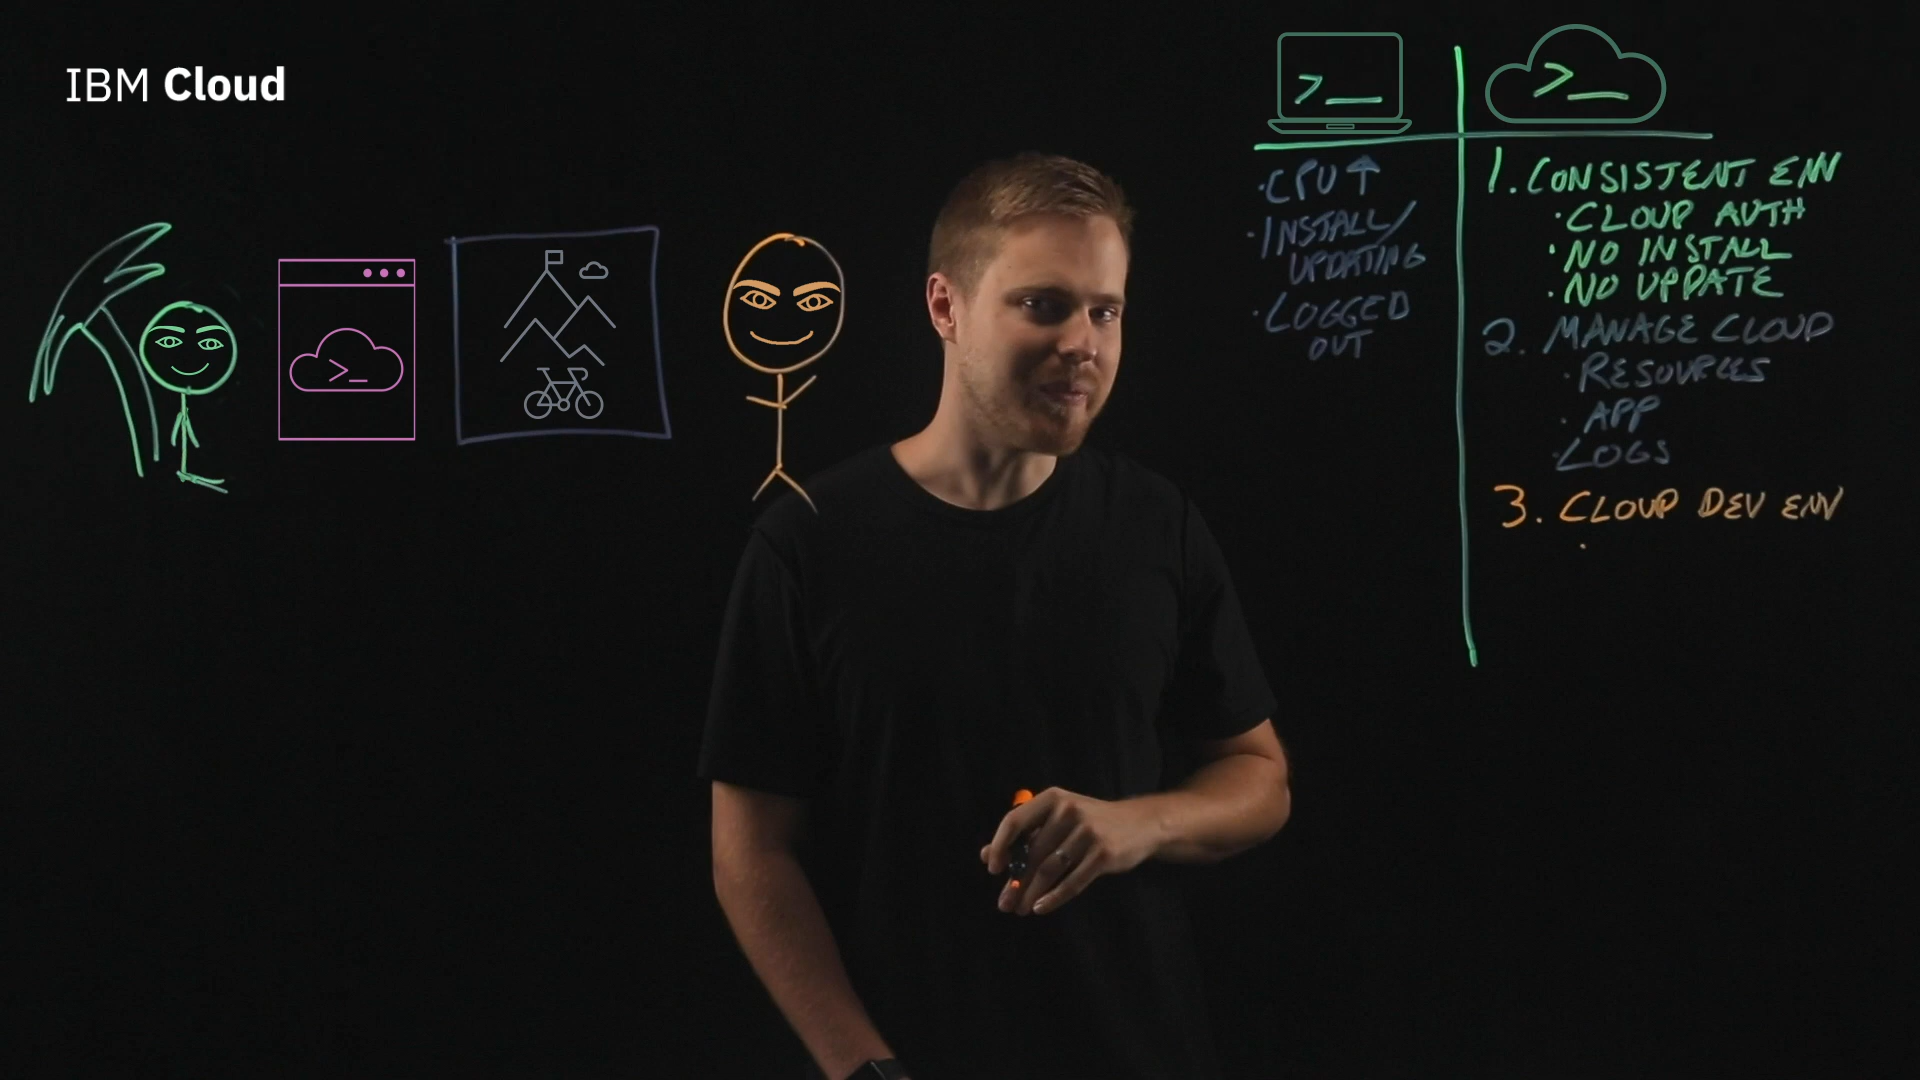 IBM Cloud
>_
>_
>_
· CPU ↑
· INSTALL/
UPDATING
· LOGGED
OUT
1. CONSISTENT ENV
· CLOUD AUTH
· NO INSTALL
· NO UPDATE
2. MANAGE CLOUD
· RESOURCES
· APP
· LOGS
3. CLOUD DEV ENV
·